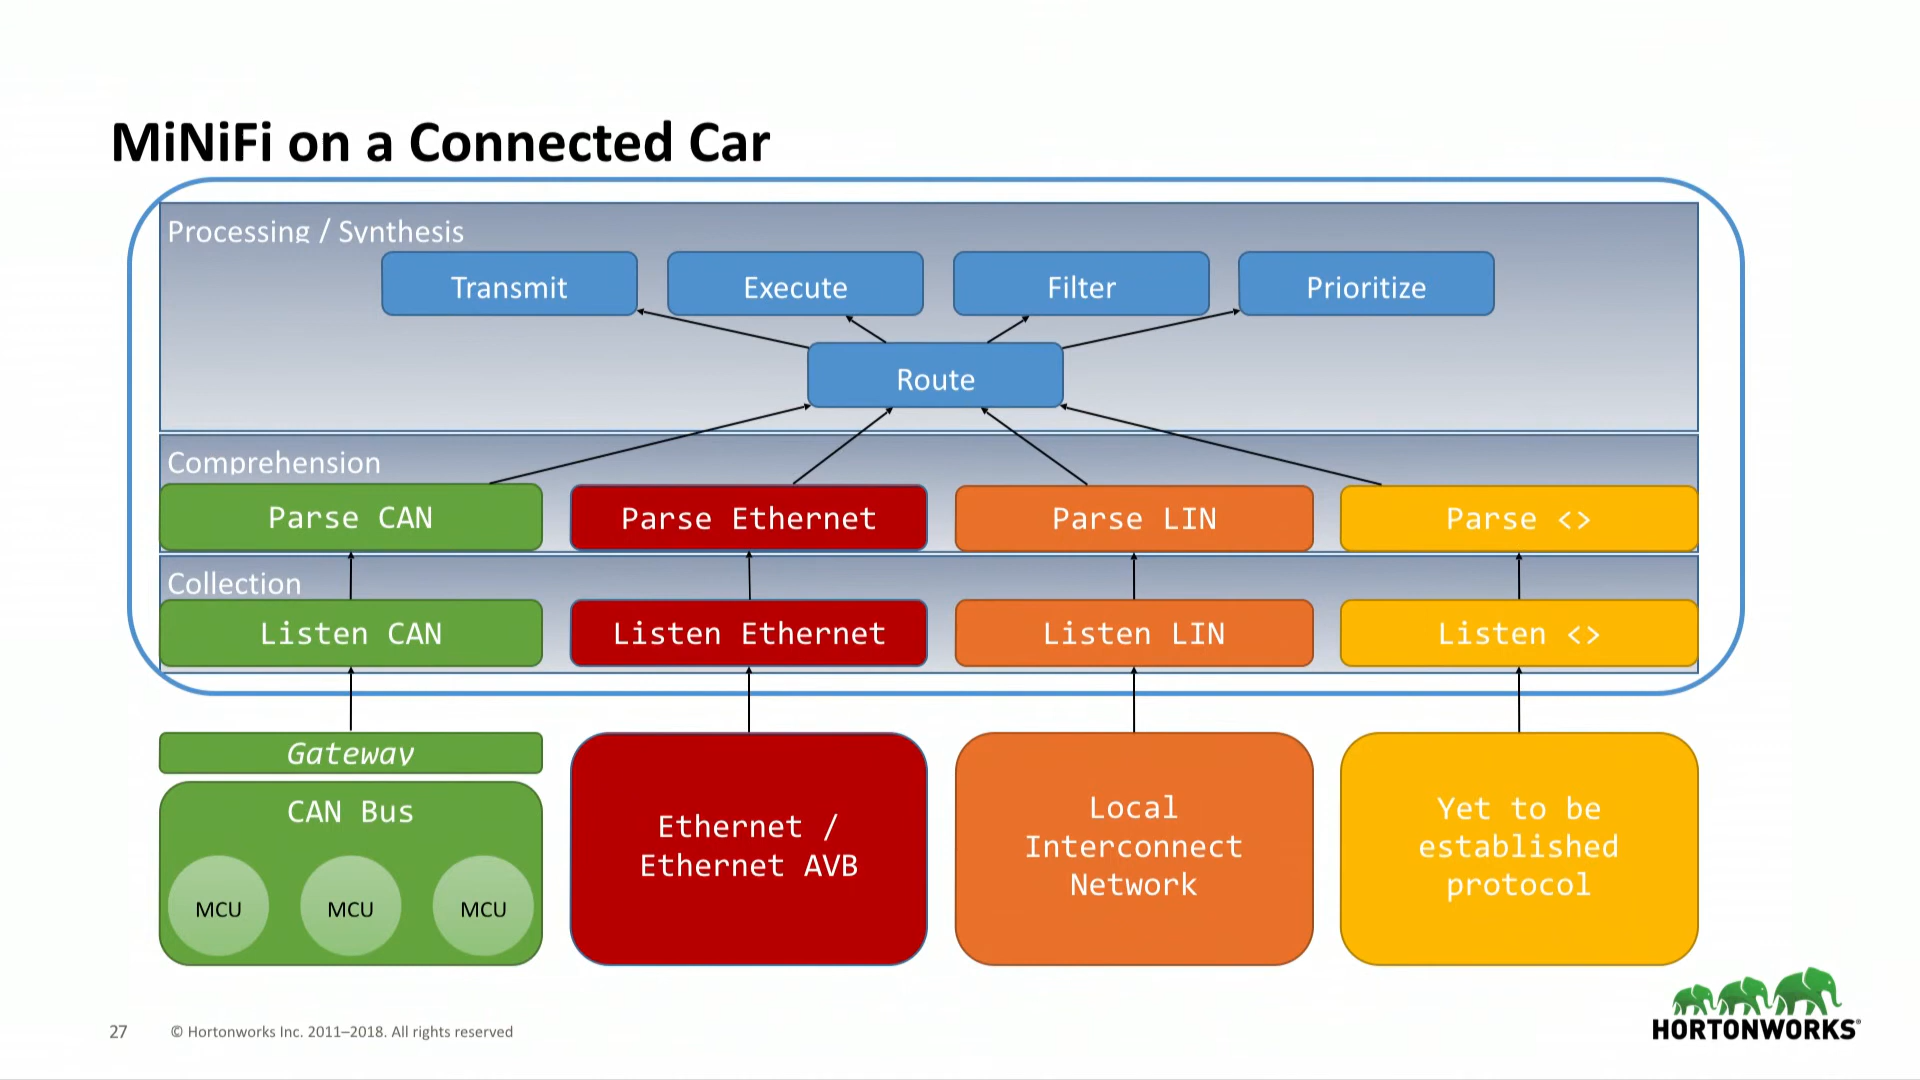 MiNiFi on a Connected Car
Processing / Synthesis
Transmit
Execute
Filter
Prioritize
Route
Comprehension
Parse CAN
Parse Ethernet
Parse LIN
Parse <>
Collection
Listen CAN
Listen Ethernet
Listen LIN
Listen <>
Gateway
CAN Bus
MCU
MCU
MCU
Ethernet /
Ethernet AVB
Local
Interconnect
Network
Yet to be
established
protocol
27
© Hortonworks Inc. 2011–2018. All rights reserved
HORTONWORKS®